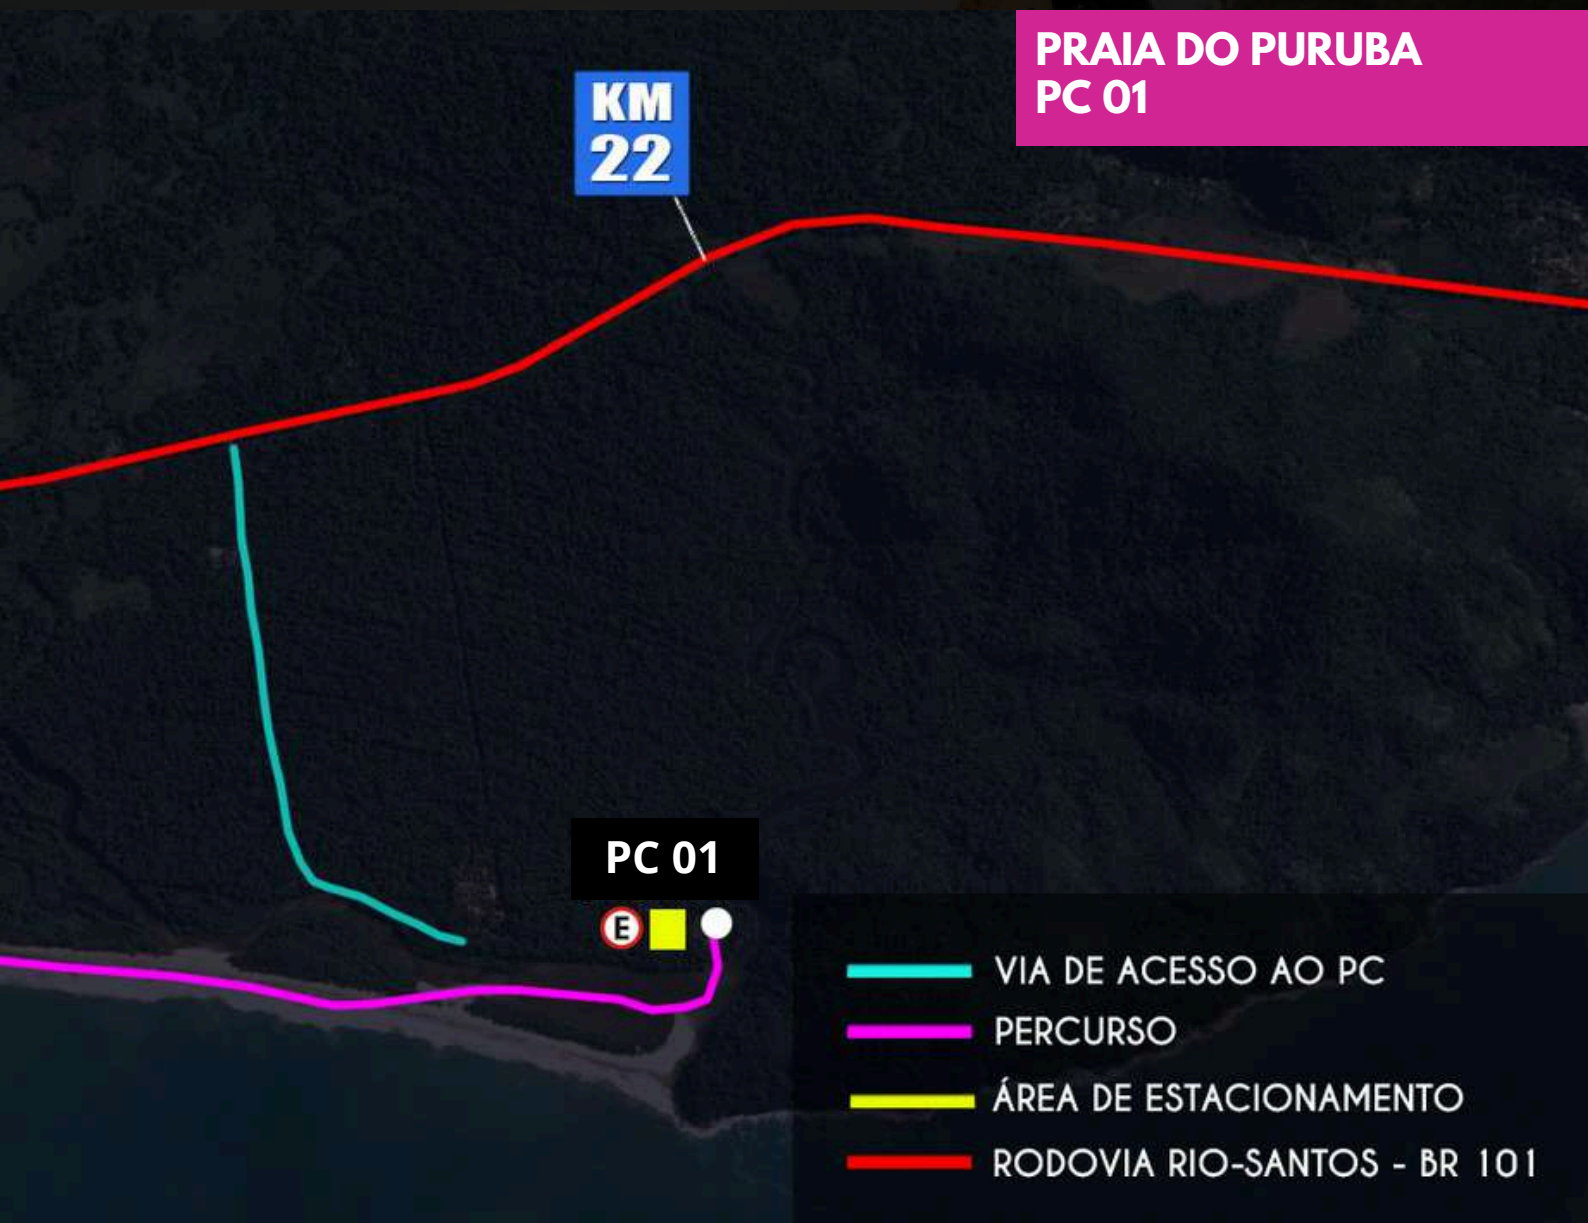 PRAIA DO PURUBA
PC 01
KM
22
PC 01
E
VIA DE ACESSO AO PC
PERCURSO
ÁREA DE ESTACIONAMENTO
RODOVIA RIO-SANTOS - BR 101